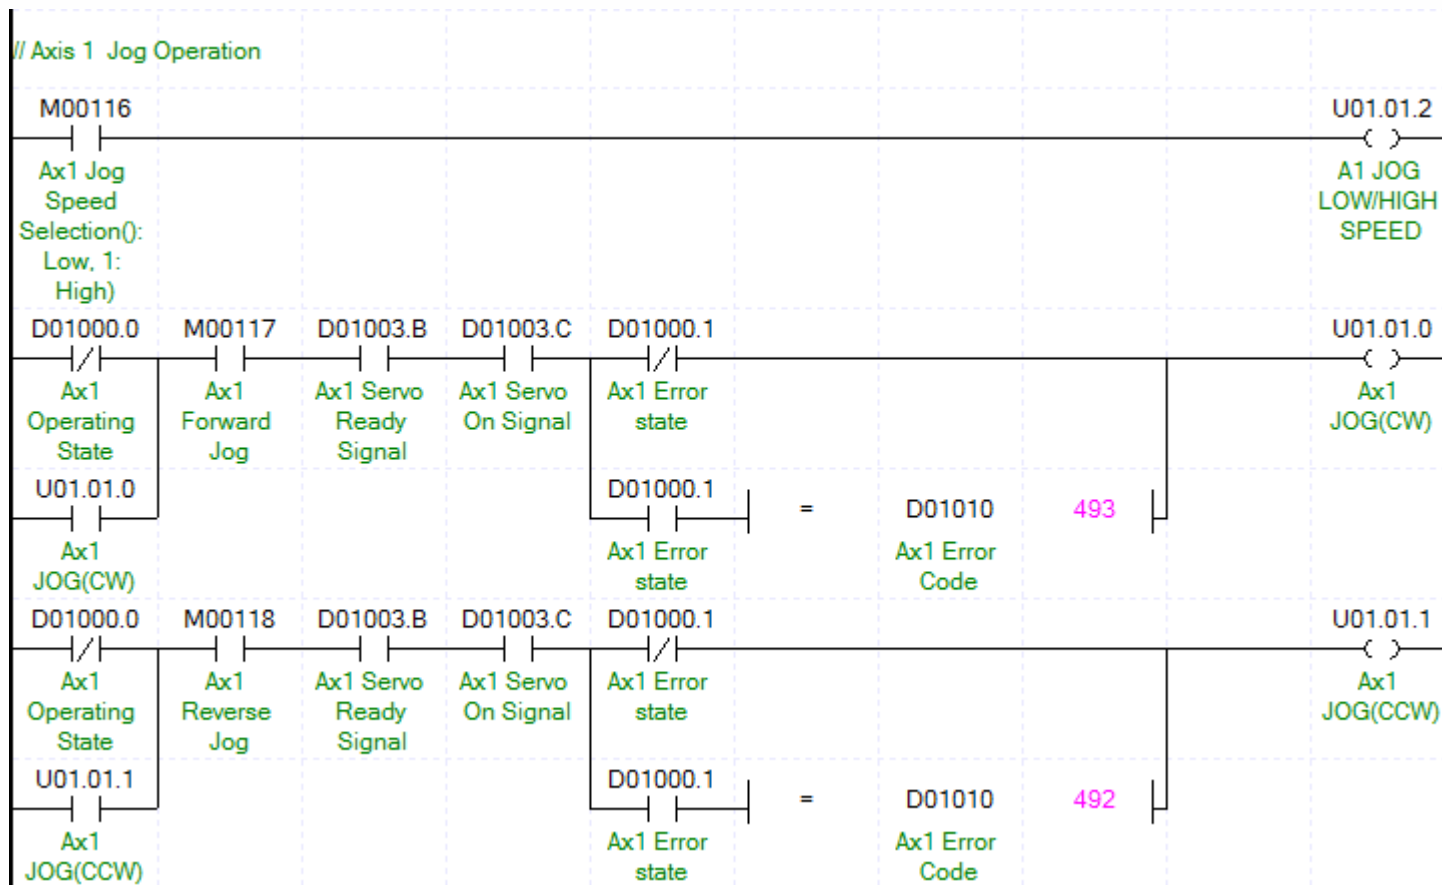 // Axis 1 Jog Operation
M00116 U01.01.2
Ax1 Jog A1 JOG
Speed LOW/HIGH
Selection(): SPEED
Low, 1:
High)
D01000.0 M00117 D01003.B D01003.C D01000.1 U01.01.0
Ax1 Ax1 Ax1 Servo Ax1 Servo Ax1 Error Ax1
Operating Forward Ready On Signal state JOG(CW)
State Jog Signal
U01.01.0 D01000.1
= D01010 493
Ax1 Ax1 Error Ax1 Error
JOG(CW) state Code
D01000.0 M00118 D01003.B D01003.C D01000.1 U01.01.1
Ax1 Ax1 Ax1 Servo Ax1 Servo Ax1 Error Ax1
Operating Reverse Ready On Signal state JOG(CCW)
State Jog Signal
U01.01.1 D01000.1
= D01010 492
Ax1 Ax1 Error Ax1 Error
JOG(CCW) state Code